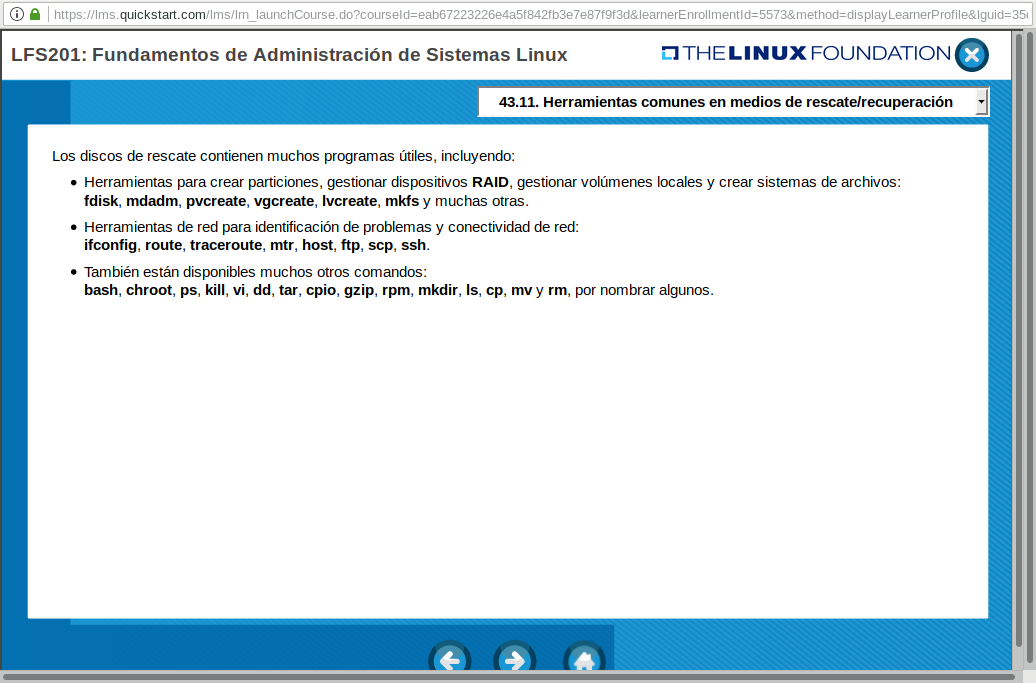 https://lms.quickstart.com/lms/lrn_launchCourse.do?courseId=eab67223226e4a5f842fb3e7e87f9f3d&learnerEnrollmentId=5573&method=displayLearnerProfile&lguid=35
LFS201: Fundamentos de Administración de Sistemas Linux
THE LINUX FOUNDATION
43.11. Herramientas comunes en medios de rescate/recuperación
Los discos de rescate contienen muchos programas útiles, incluyendo:
• Herramientas para crear particiones, gestionar dispositivos RAID, gestionar volúmenes locales y crear sistemas de archivos:
fdisk, mdadm, pvcreate, vgcreate, lvcreate, mkfs y muchas otras.
• Herramientas de red para identificación de problemas y conectividad de red:
ifconfig, route, traceroute, mtr, host, ftp, scp, ssh.
• También están disponibles muchos otros comandos:
bash, chroot, ps, kill, vi, dd, tar, cpio, gzip, rpm, mkdir, ls, cp, mv y rm, por nombrar algunos.